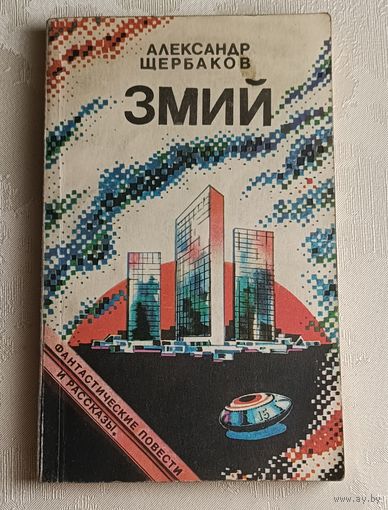 АЛЕКСАНДР
ЩЕРБАКОВ
ЗМИЙ
ФАНТАСТИЧЕСКИЕ ПОВЕСТИ
И РАССКАЗЫ.
15
www.ay.by